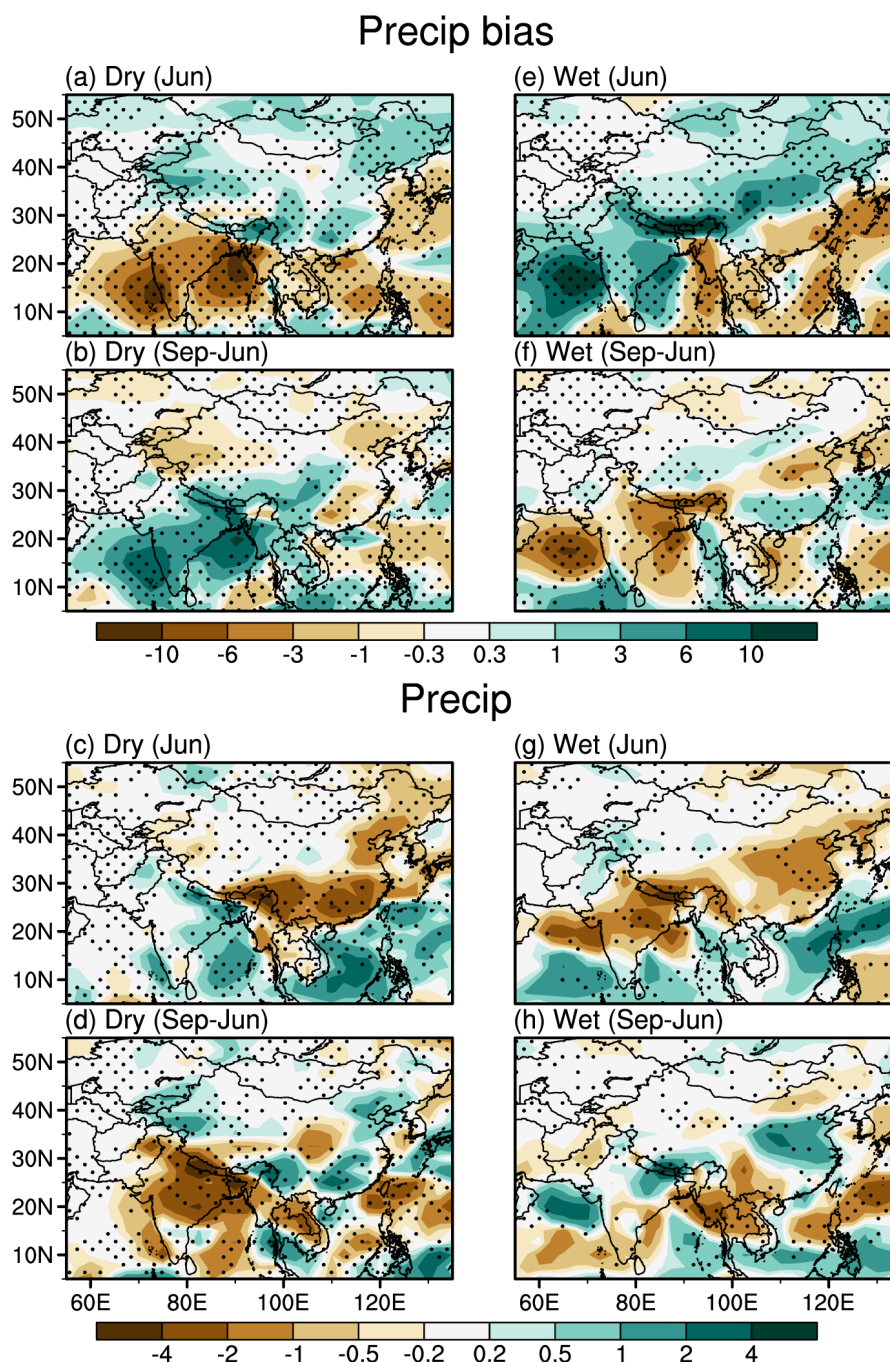 Precip bias
(a) Dry (Jun)
(e) Wet (Jun)
50N
40N
30N
20N
10N
(b) Dry (Sep-Jun)
(f) Wet (Sep-Jun)
50N
40N
30N
20N
10N
-10 -6 -3 -1 -0.3 0.3 1 3 6 10
Precip
(c) Dry (Jun)
(g) Wet (Jun)
50N
40N
30N
20N
10N
(d) Dry (Sep-Jun)
(h) Wet (Sep-Jun)
50N
40N
30N
20N
10N
60E 80E 100E 120E
60E 80E 100E 120E
-4 -2 -1 -0.5 -0.2 0.2 0.5 1 2 4